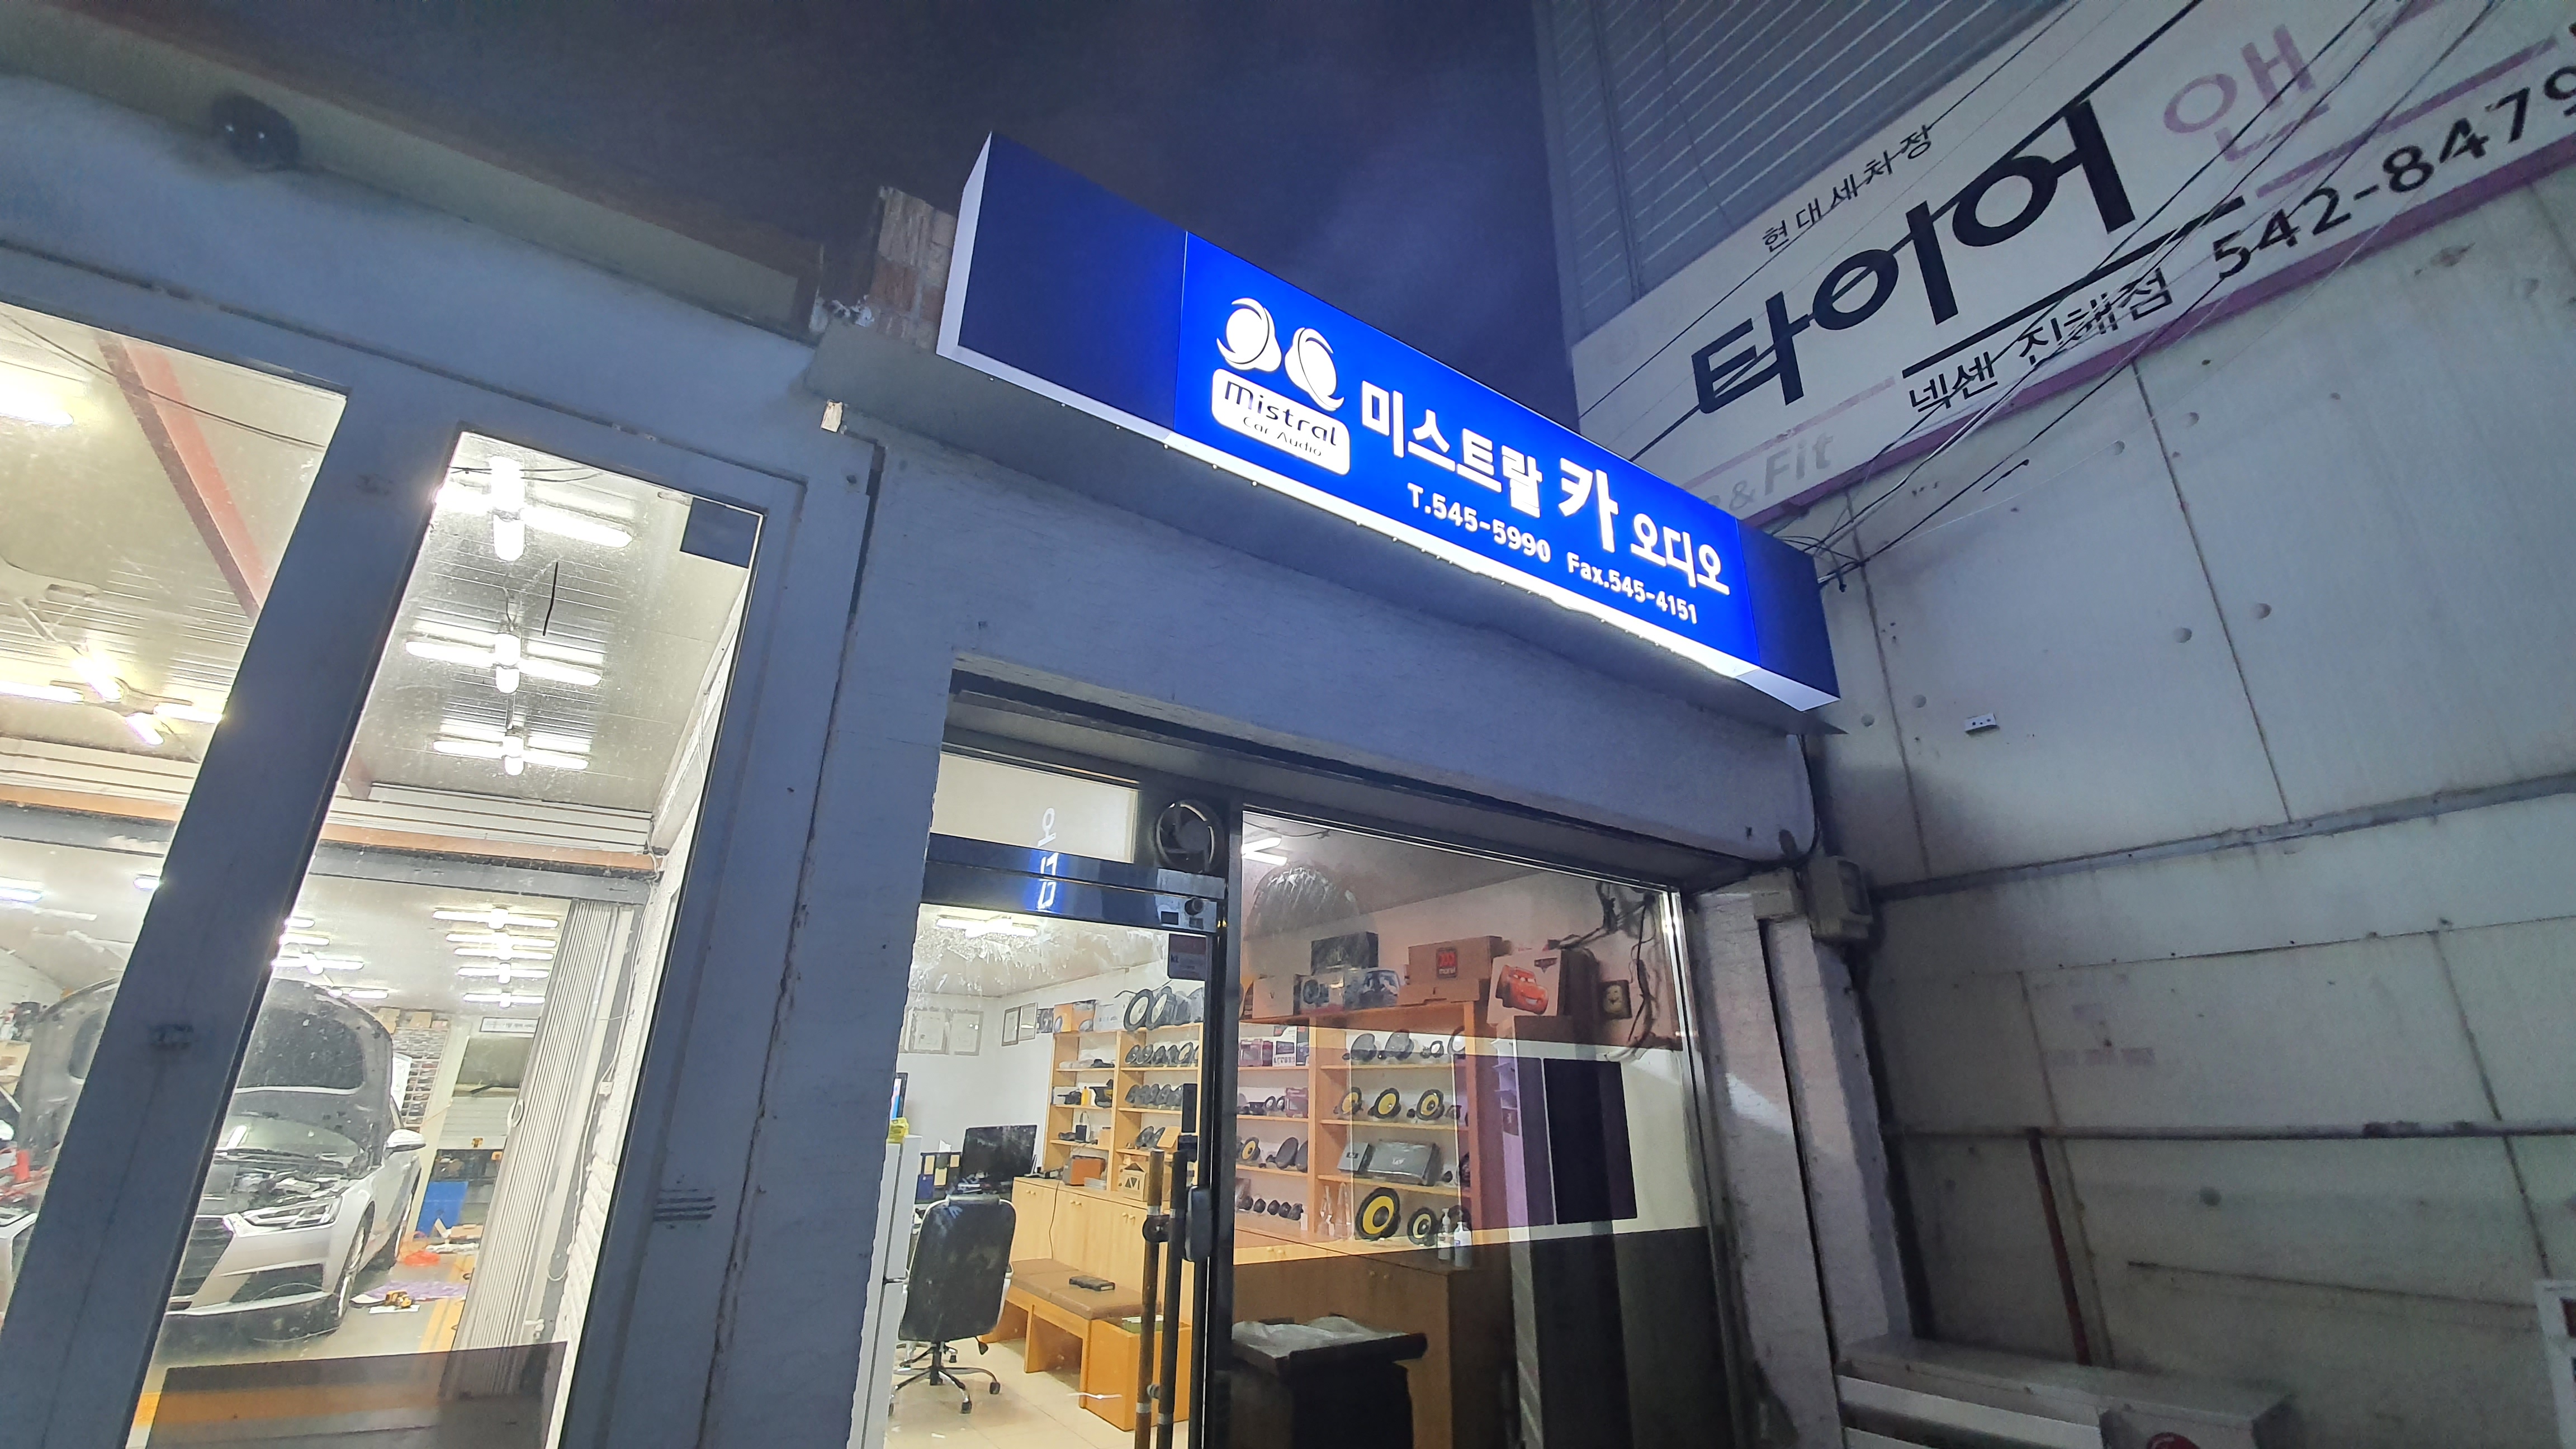 Mistral
Car Audio
미스트랄 카 오디오
T.545-5990 Fax.545-4151
현대세차장
타이어
앤
넥센 진해점 542-8479
& Fit